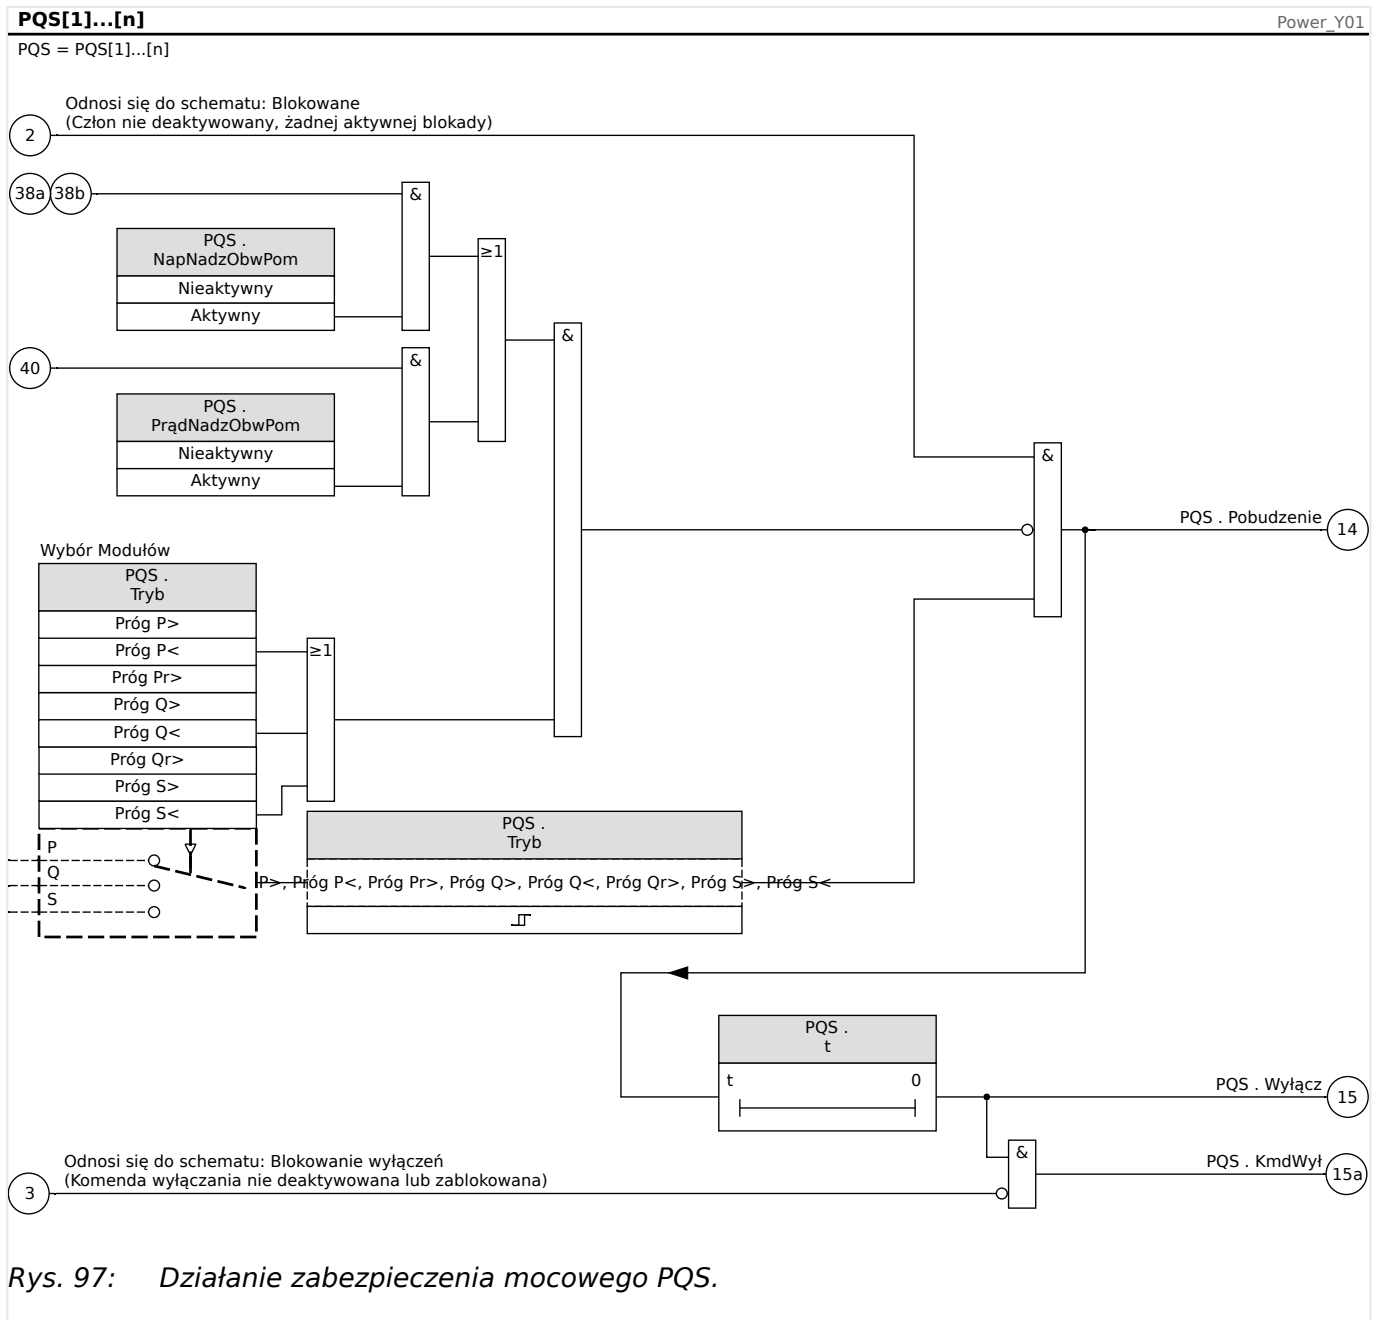 PQS[1]...[n]
Power_Y01
PQS = PQS[1]...[n]
Odnosi się do schematu: Blokowane
(Człon nie deaktywowany, żadnej aktywnej blokady)
2
38a 38b
&
PQS .
NapNadzObwPom
Nieaktywny
Aktywny
≥1
&
40
&
PQS .
PrądNadzObwPom
Nieaktywny
Aktywny
&
PQS . Pobudzenie
14
Wybór Modułów
PQS .
Tryb
Próg P>
Próg P<
Próg Pr>
Próg Q>
Próg Q<
Próg Qr>
Próg S>
Próg S<
≥1
P
Q
S
PQS .
Tryb
P>, Próg P<, Próg Pr>, Próg Q>, Próg Q<, Próg Qr>, Próg S>, Próg S<
PQS .
t
t 0
PQS . Wyłącz
15
&
PQS . KmdWył
15a
Odnosi się do schematu: Blokowanie wyłączeń
(Komenda wyłączania nie deaktywowana lub zablokowana)
3
Rys. 97: Działanie zabezpieczenia mocowego PQS.